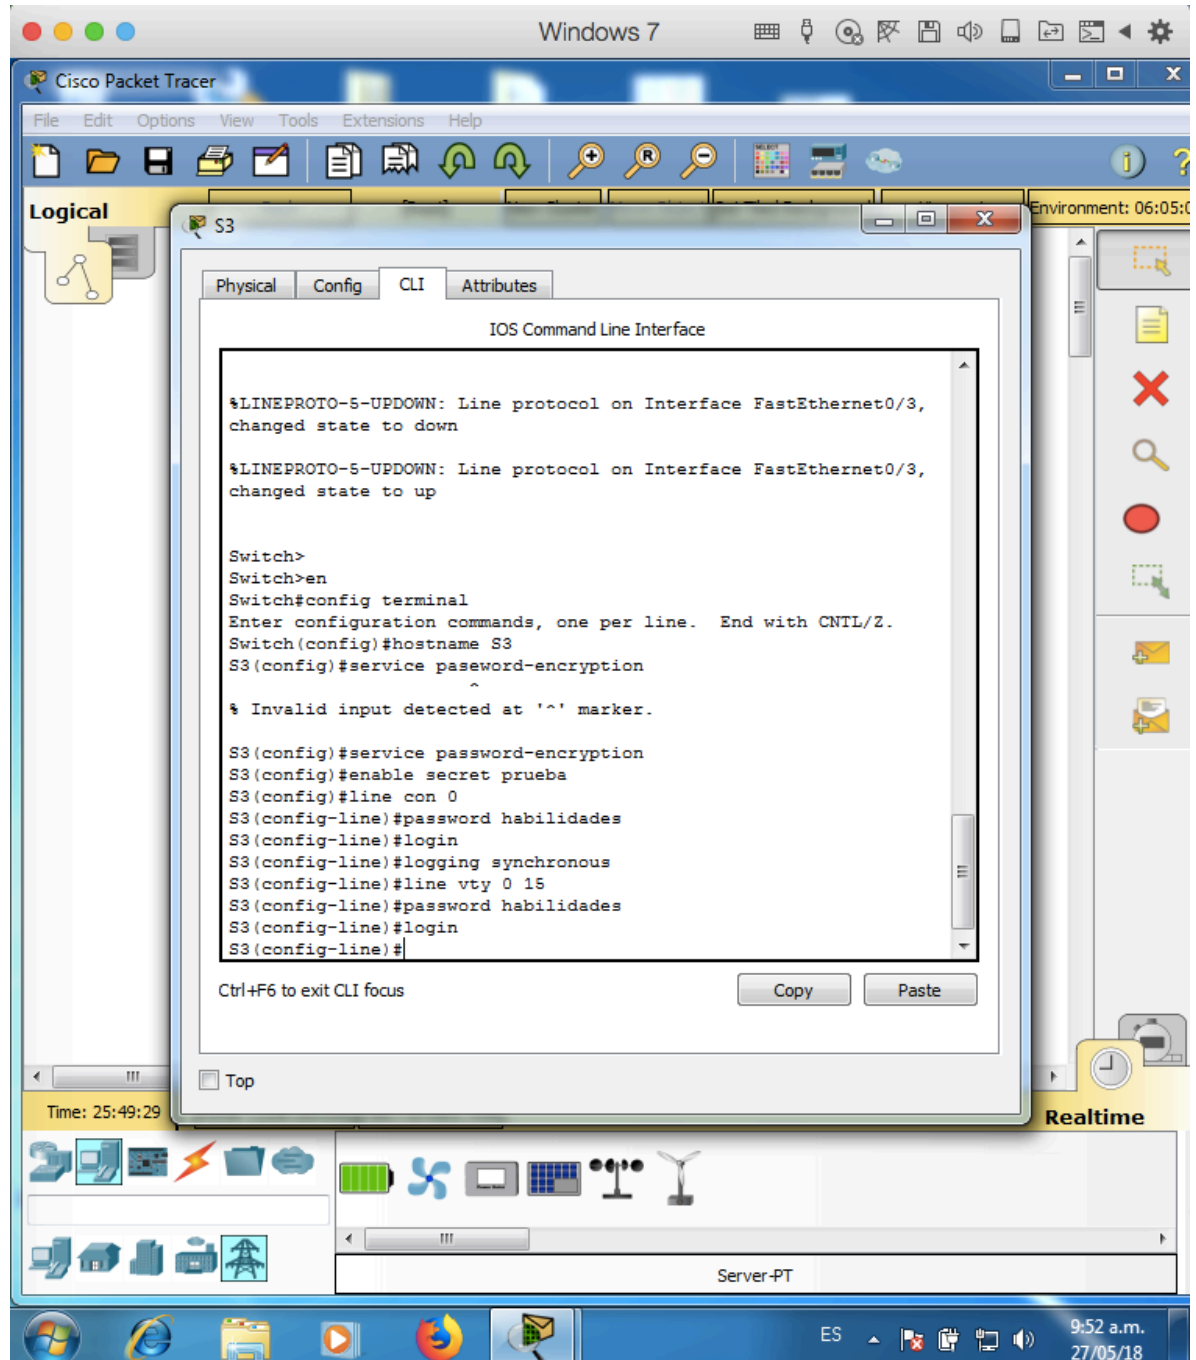 Windows 7
Cisco Packet Tracer
File Edit Options View Tools Extensions Help
Logical
Environment: 06:05:0
S3
Physical Config CLI Attributes
IOS Command Line Interface
%LINEPROTO-5-UPDOWN: Line protocol on Interface FastEthernet0/3,
changed state to down
%LINEPROTO-5-UPDOWN: Line protocol on Interface FastEthernet0/3,
changed state to up
Switch>
Switch>en
Switch#config terminal
Enter configuration commands, one per line. End with CNTL/Z.
Switch(config)#hostname S3
S3(config)#service paseword-encryption
^
% Invalid input detected at '^' marker.
S3(config)#service password-encryption
S3(config)#enable secret prueba
S3(config)#line con 0
S3(config-line)#password habilidades
S3(config-line)#login
S3(config-line)#logging synchronous
S3(config-line)#line vty 0 15
S3(config-line)#password habilidades
S3(config-line)#login
S3(config-line)#
Ctrl+F6 to exit CLI focus
Copy Paste
Top
Time: 25:49:29
Realtime
Server-PT
ES
9:52 a.m.
27/05/18